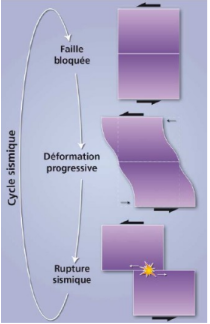 Cycle sismique
Faille
bloquée
Déformation
progressive
Rupture
sismique